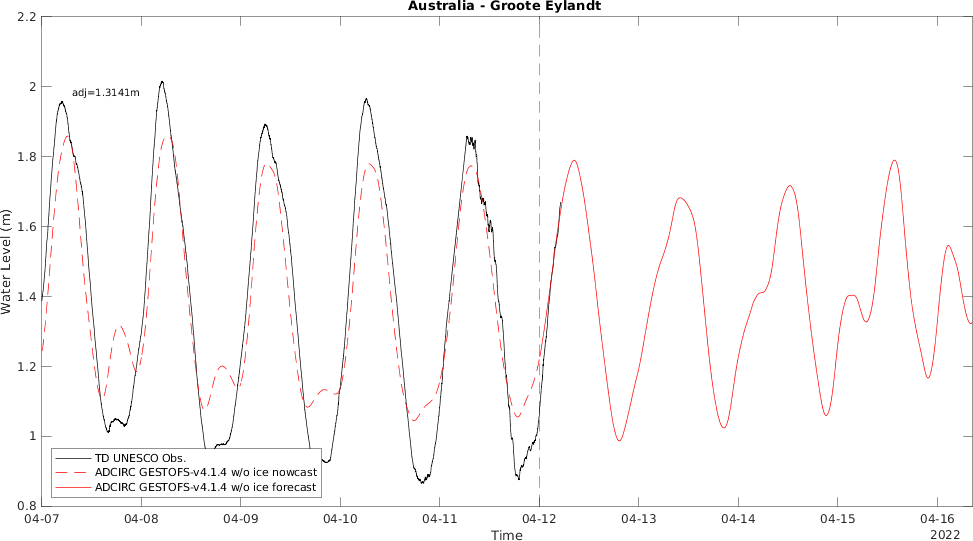 Australia - Groote Eylandt
2.2
2
1.8
1.6
1.4
1.2
1
0.8
Water Level (m)
adj=1.3141m
TD UNESCO Obs.
ADCIRC GESTOFS-v4.1.4 w/o ice nowcast
ADCIRC GESTOFS-v4.1.4 w/o ice forecast
04-07 04-08 04-09 04-10 04-11 04-12 04-13 04-14 04-15 04-16
Time
2022